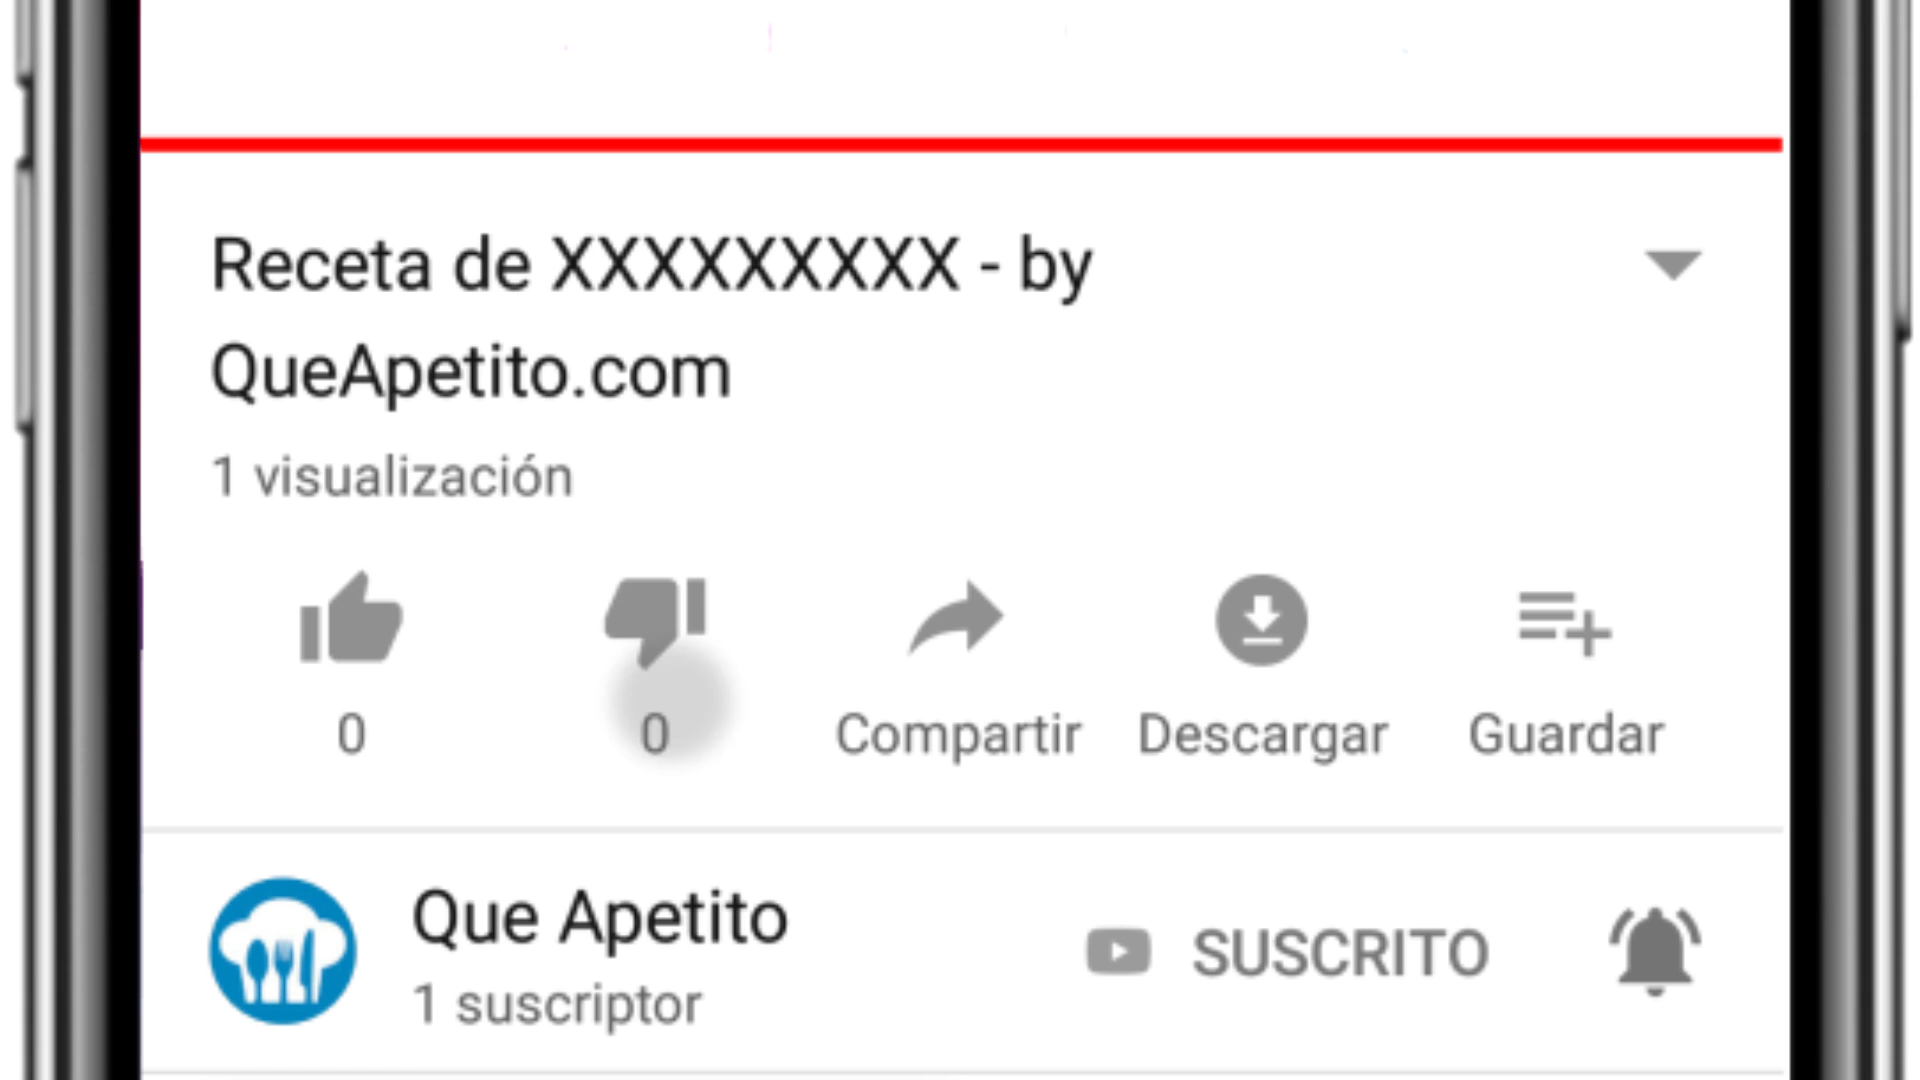 Receta de XXXXXXXXX - by
QueApetito.com
1 visualización
0 0 Compartir Descargar Guardar
Que Apetito
SUSCRITO
1 suscriptor